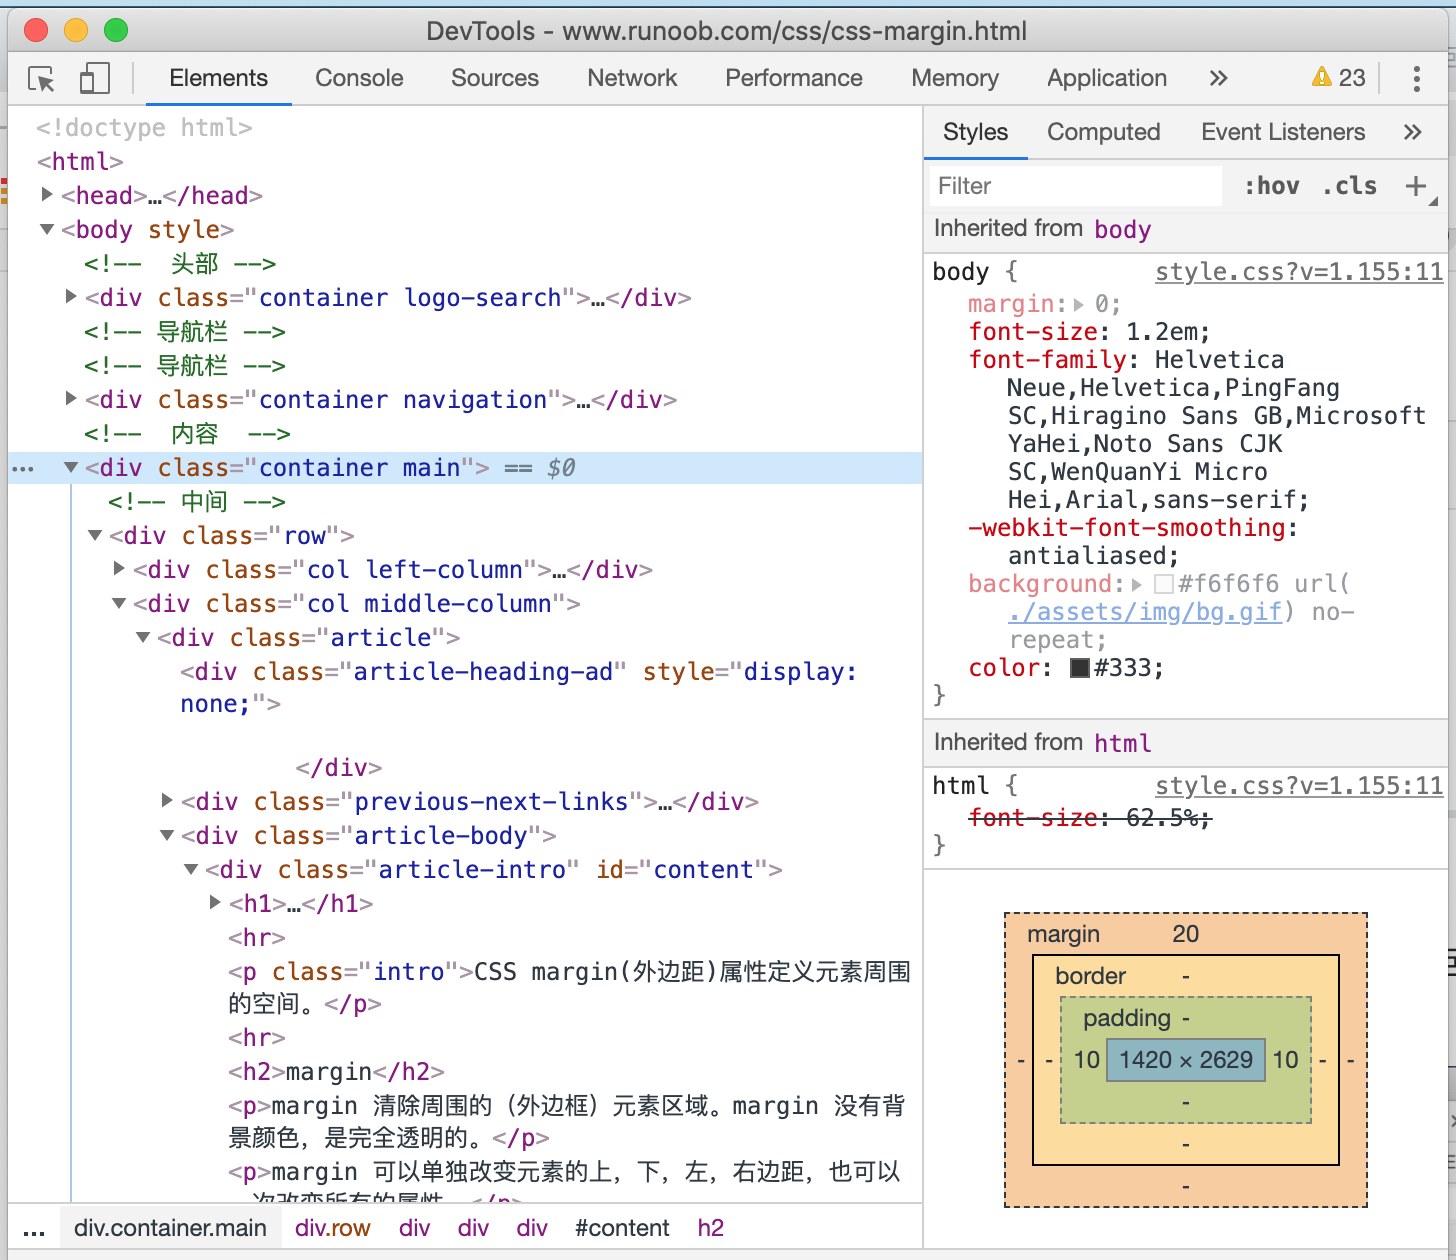 DevTools - www.runoob.com/css/css-margin.html
Elements Console Sources Network Performance Memory Application » 23
<!doctype html>
<html>
<head>…</head>
<body style>
<!-- 头部 -->
<div class="container logo-search">…</div>
<!-- 导航栏 -->
<!-- 导航栏 -->
<div class="container navigation">…</div>
<!-- 内容 -->
… <div class="container main"> == $0
<!-- 中间 -->
<div class="row">
<div class="col left-column">…</div>
<div class="col middle-column">
<div class="article">
<div class="article-heading-ad" style="display:
none;">
</div>
<div class="previous-next-links">…</div>
<div class="article-body">
<div class="article-intro" id="content">
<h1>…</h1>
<hr>
<p class="intro">CSS margin(外边距)属性定义元素周围
的空间。</p>
<hr>
<h2>margin</h2>
<p>margin 清除周围的（外边框）元素区域。margin 没有背
景颜色，是完全透明的。</p>
<p>margin 可以单独改变元素的上，下，左，右边距，也可以
次改变所有的属性。</p>
... div.container.main div.row div div div #content h2
Styles Computed Event Listeners »
Filter :hov .cls +
Inherited from body
body { style.css?v=1.155:11
margin: 0;
font-size: 1.2em;
font-family: Helvetica
Neue,Helvetica,PingFang
SC,Hiragino Sans GB,Microsoft
YaHei,Noto Sans CJK
SC,WenQuanYi Micro
Hei,Arial,sans-serif;
-webkit-font-smoothing:
antialiased;
background: #f6f6f6 url(
./assets/img/bg.gif) no-
repeat;
color: #333;
}
Inherited from html
html { style.css?v=1.155:11
font-size: 62.5%;
}
margin 20
border -
padding -
- - 10 1420 × 2629 10 - -
-
-
-